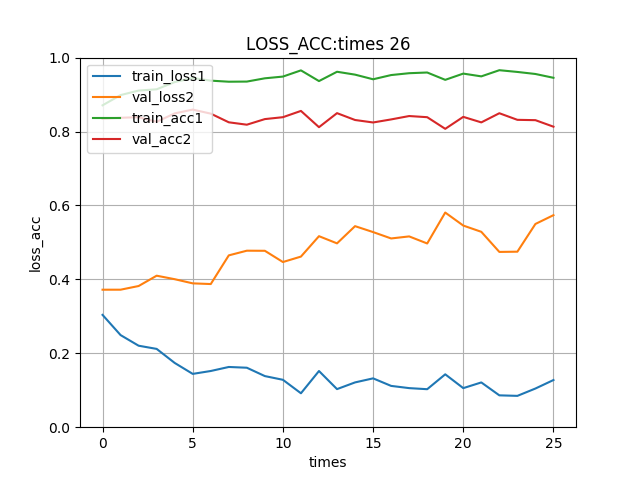 LOSS_ACC:times 26
train_loss1
val_loss2
train_acc1
val_acc2
1.0
0.8
0.6
0.4
0.2
0.0
loss_acc
0 5 10 15 20 25
times